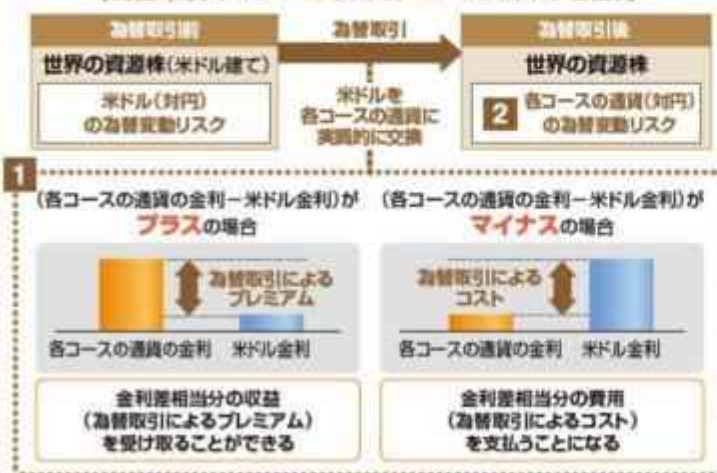 為替取引前
為替取引
為替取引後
世界の資源株(米ドル建て)
世界の資源株
米ドル(対円)
の為替変動リスク
米ドルを
各コースの通貨に
実質的に交換
2 各コースの通貨(対円)
の為替変動リスク
1
(各コースの通貨の金利-米ドル金利)が
プラスの場合
(各コースの通貨の金利-米ドル金利)が
マイナスの場合
為替取引による
プレミアム
為替取引による
コスト
各コースの通貨の金利 米ドル金利
各コースの通貨の金利 米ドル金利
金利差相当分の収益
(為替取引によるプレミアム)
を受け取ることができる
金利差相当分の費用
(為替取引によるコスト)
を支払うことになる